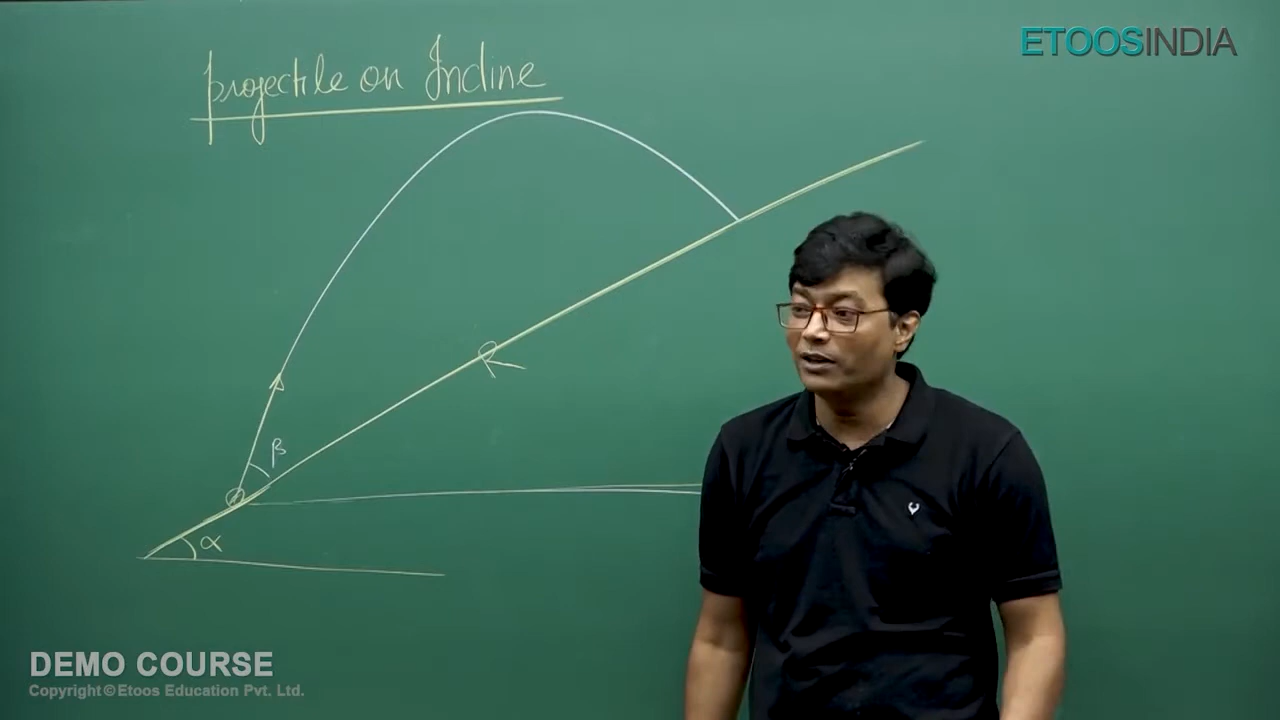 ETOOSINDIA
projectile on Incline
β
α
DEMO COURSE
Copyright © Etoos Education Pvt. Ltd.